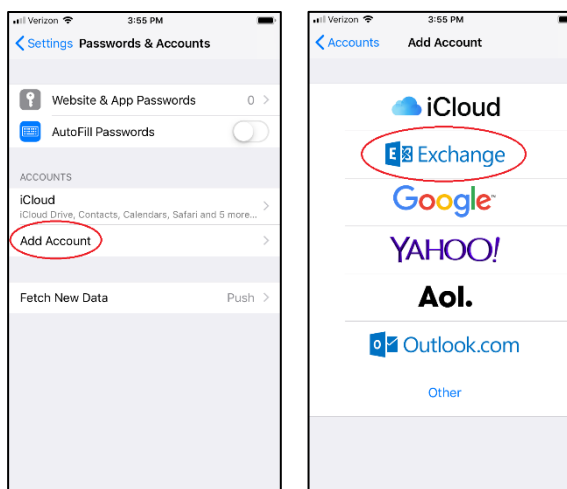 Verizon 3:55 PM
Settings Passwords & Accounts
Website & App Passwords 0
AutoFill Passwords
ACCOUNTS
iCloud
iCloud Drive, Contacts, Calendars, Safari and 5 more...
Add Account
Fetch New Data Push
Verizon 3:55 PM
Accounts Add Account
iCloud
E Exchange
Google
YAHOO!
Aol.
o Outlook.com
Other